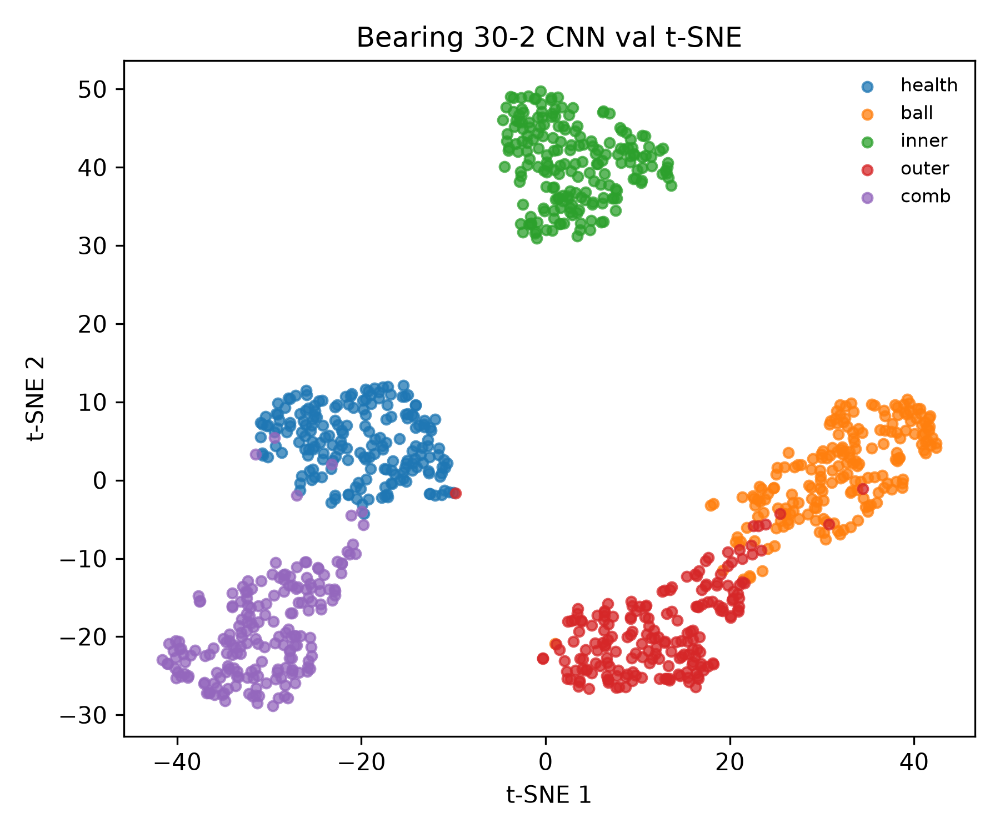 Bearing 30-2 CNN val t-SNE
health
ball
inner
outer
comb
50
40
30
20
10
0
−10
−20
−30
t-SNE 2
−40
−20
0
20
40
t-SNE 1